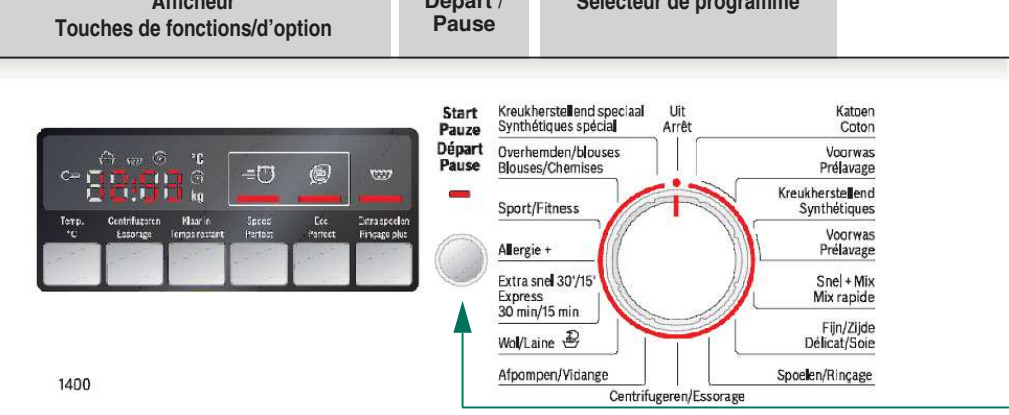 Afficheur
Touches de fonctions/d'option
Départ /
Pause
Sélecteur de programme
Start
Pauze
Départ
Pause
Kreukherstellend speciaal
Synthétiques spécial
Overhemden/blouses
Blouses/Chemises
Sport/Fitness
Allergie +
Extra snel 30'/15'
Express
30 min/15 min
Wol/Laine
Afpompen/Vidange
Uit
Arrêt
Katoen
Coton
Voorwas
Prélavage
Kreukherstellend
Synthétiques
Voorwas
Prélavage
Snel + Mix
Mix rapide
Fijn/Zijde
Délicat/Soie
Spoelen/Rinçage
Centrifugeren/Essorage
°C
kg
Temp.
°C
Centrifugeren
Essorage
Klaar in
Temps restant
Speed
Perfect
Eco
Perfect
Extra spoelen
Rinçage plus
1400